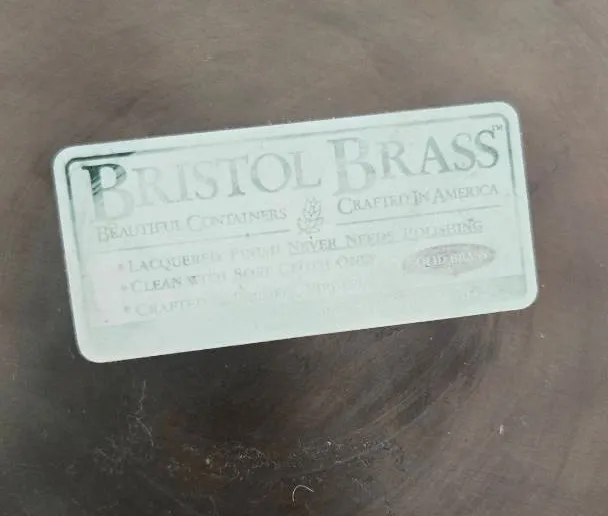 BRISTOL BRASS™
BEAUTIFUL CONTAINERS CRAFTED IN AMERICA
• LACQUERED FINISH NEVER NEEDS POLISHING
• CLEAN WITH SOFT CLOTH ONLY
SOLID BRASS
• CRAFTED